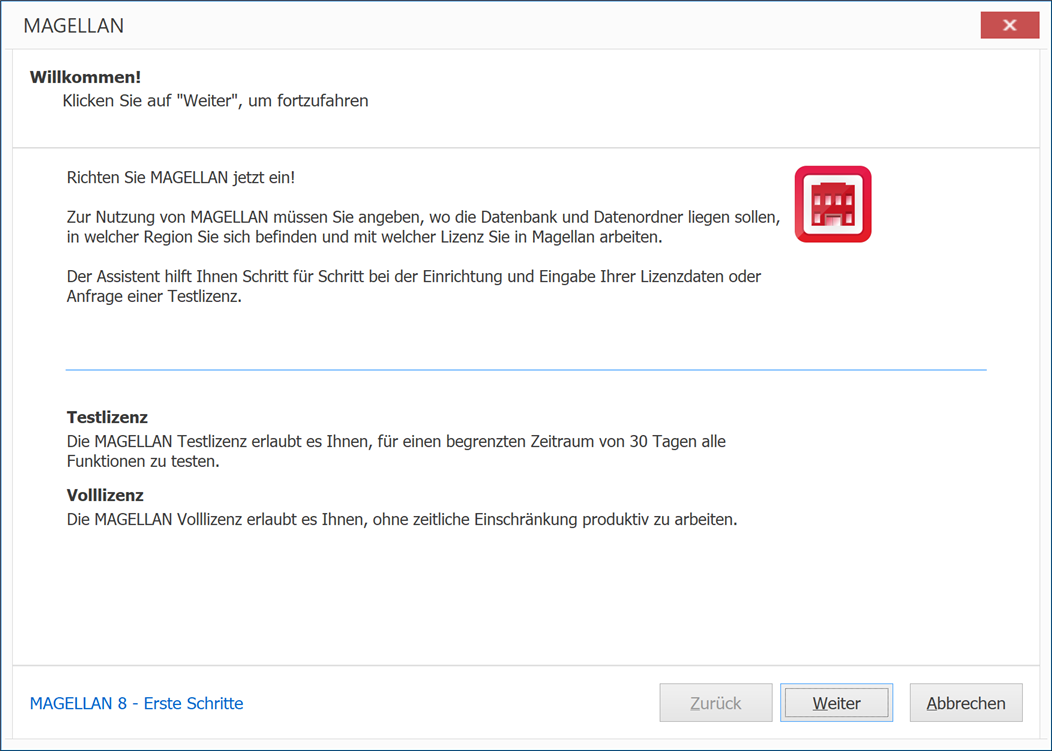 MAGELLAN
Willkommen!
Klicken Sie auf "Weiter", um fortzufahren
Richten Sie MAGELLAN jetzt ein!
Zur Nutzung von MAGELLAN müssen Sie angeben, wo die Datenbank und Datenordner liegen sollen,
in welcher Region Sie sich befinden und mit welcher Lizenz Sie in Magellan arbeiten.
Der Assistent hilft Ihnen Schritt für Schritt bei der Einrichtung und Eingabe Ihrer Lizenzdaten oder
Anfrage einer Testlizenz.
Testlizenz
Die MAGELLAN Testlizenz erlaubt es Ihnen, für einen begrenzten Zeitraum von 30 Tagen alle
Funktionen zu testen.
Volllizenz
Die MAGELLAN Volllizenz erlaubt es Ihnen, ohne zeitliche Einschränkung produktiv zu arbeiten.
MAGELLAN 8 - Erste Schritte
Zurück
Weiter
Abbrechen